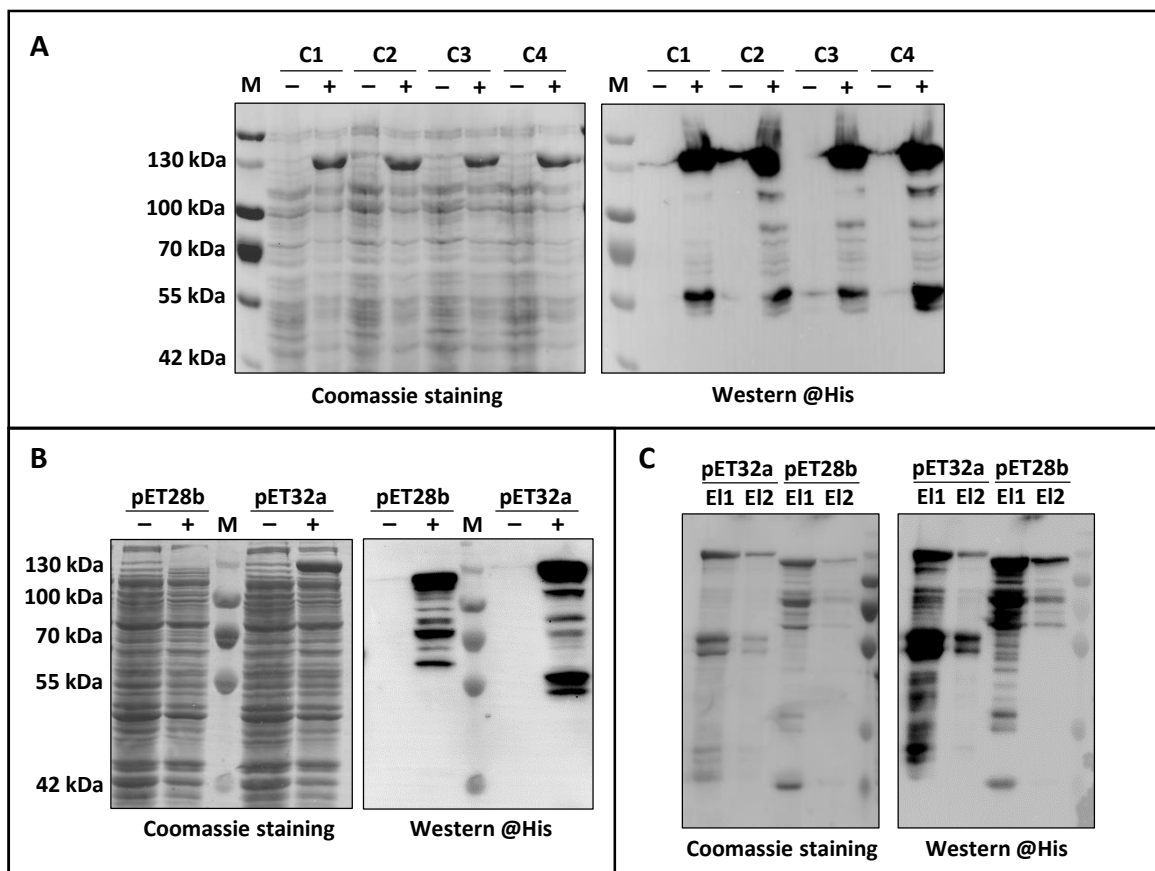 A
C1 C2 C3 C4 C1 C2 C3 C4
M – + – + – + – + M – + – + – + – +
130 kDa
100 kDa
70 kDa
55 kDa
42 kDa
Coomassie staining Western @His
B
pET28b pET32a pET28b pET32a
– + M – + – + M – +
130 kDa
100 kDa
70 kDa
55 kDa
42 kDa
Coomassie staining Western @His
C
pET32a pET28b pET32a pET28b
El1 El2 El1 El2 El1 El2 El1 El2
Coomassie staining Western @His